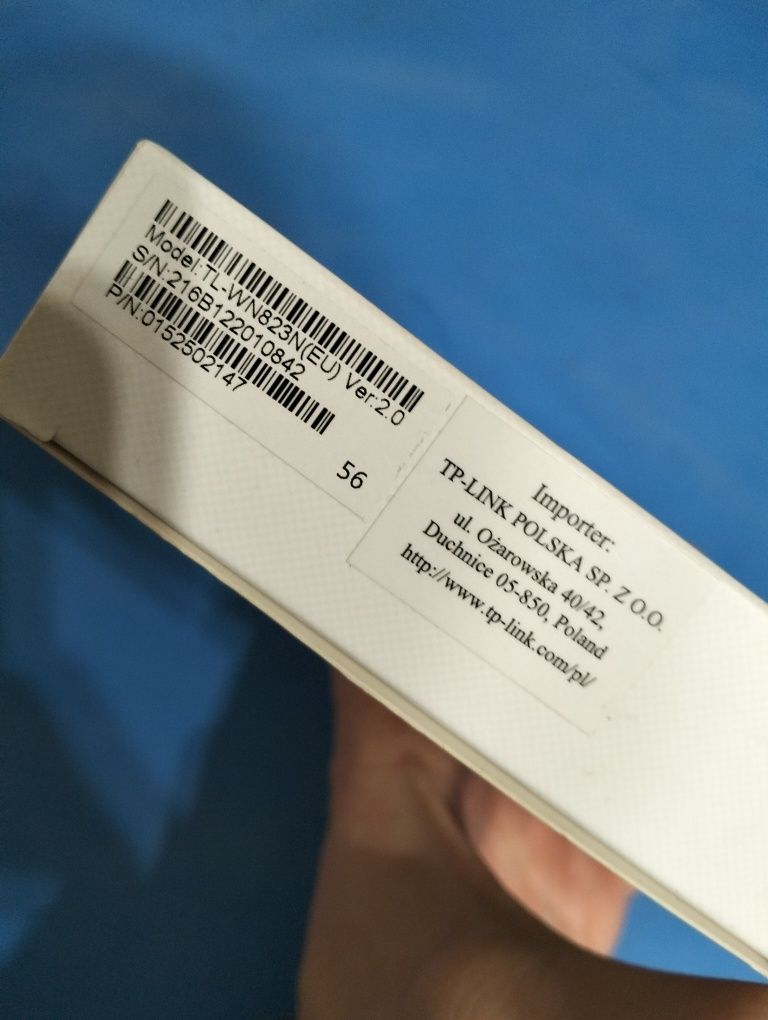 Model:TL-WN823N(EU) Ver:2.0
S/N:216B122010842
P/N:0152502147
56
Importer:
TP-LINK POLSKA SP. Z O.O.
ul. Ożarowska 40/42,
Duchnice 05-850, Poland
http://www.tp-link.com/pl/